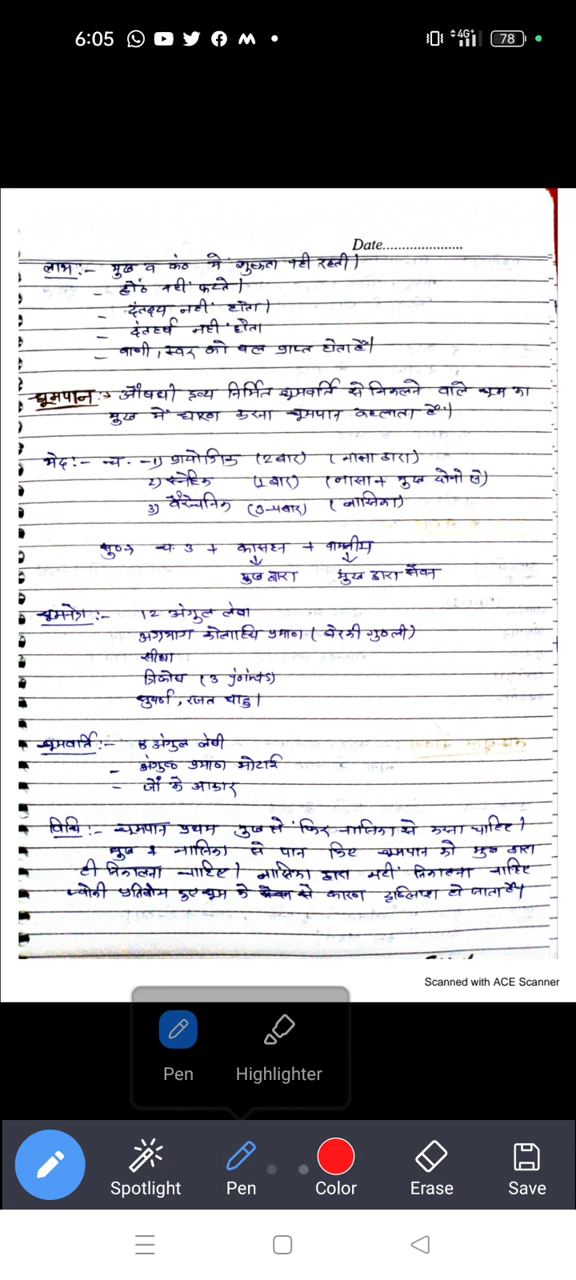 6:05
4G+
78
Date
लाभ :- मुख व कंठ में शुष्कता नही रहती।
- होंठ नही फटते।
- दंतक्षय नही होता।
- दंतहर्ष नही होता
- वाणी, स्वर को बल प्राप्त होता है।
धूमपान :- औषधी द्रव्य निर्मित धूमवर्ति से निकलने वाले धूम का
मुख में धारण करना धूमपान कहलाता है।
भेद :- च. - 1) प्रायोगिक (2 बार) (नासा द्वारा)
2) स्नैहिक (1 बार) (नासा + मुख दोनो से)
3) वैरेचनिक (3-4 बार) (नासिका)
सु० च. 3 + कासघ्न + वामनीय
मुख द्वारा मुख द्वारा सेवन
धूमनेत्र :- 12 अंगुल लंबा
अग्रभाग कोलास्थि प्रमाण (बेर की गुठली)
सीधा
त्रिकोष (3 joints)
सुवर्ण, रजत धातु।
धूमवर्ति :- 8 अंगुल लंबी
- अंगुष्ठ प्रमाण मोटाई
- जौं के आकार
विधि :- धूमपान प्रथम मुख से फिर नासिका से करना चाहिए।
मुख व नासिका से पान किए धूमपान को मुख द्वारा
ही निकालना चाहिए। नासिका द्वारा नही निकालना चाहिए
क्योकी प्रतिलोम हुए धूम के सेवन से कारण हो जाता है।
Scanned with ACE Scanner
Pen
Highlighter
Spotlight
Pen
Color
Erase
Save